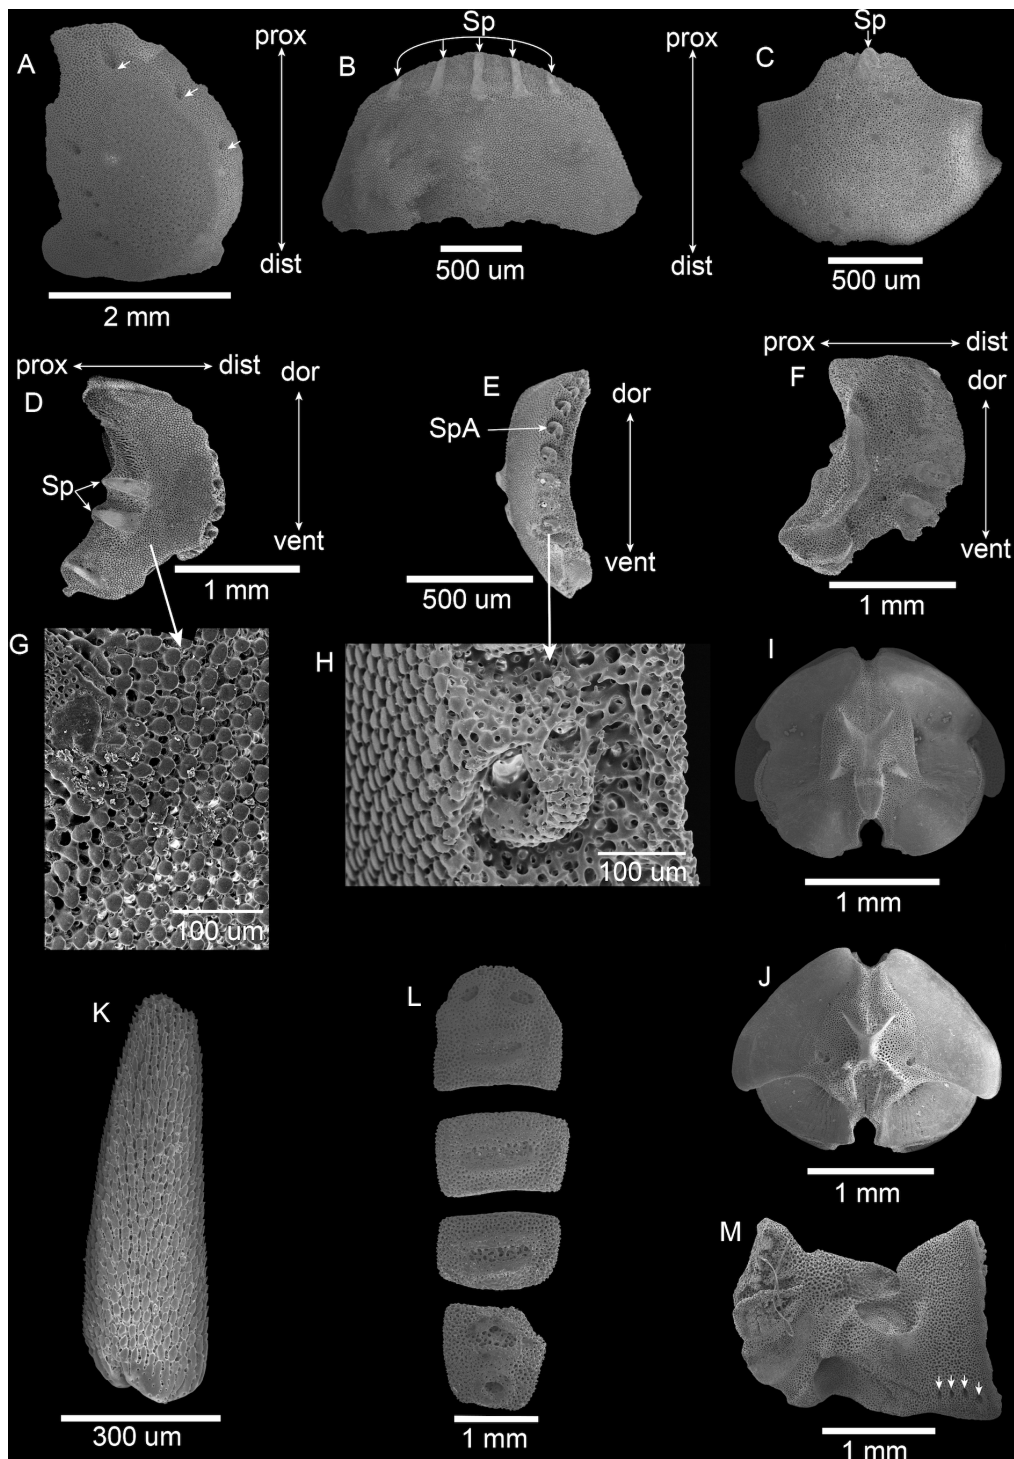 A
prox
dist
2 mm
B
Sp
500 um
prox
dist
C
Sp
500 um
prox
dist
D
dor
Sp
vent
1 mm
E
SpA
dor
vent
500 um
prox
dist
F
dor
vent
1 mm
G
100 um
H
100 um
I
1 mm
J
1 mm
K
300 um
L
1 mm
M
1 mm